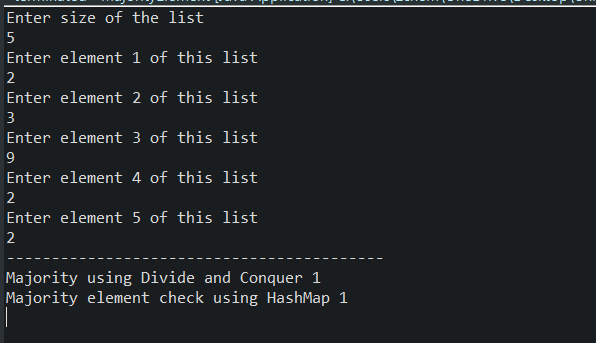 Enter size of the list
5
Enter element 1 of this list
2
Enter element 2 of this list
3
Enter element 3 of this list
9
Enter element 4 of this list
2
Enter element 5 of this list
2
------------------------------------------
Majority using Divide and Conquer 1
Majority element check using HashMap 1